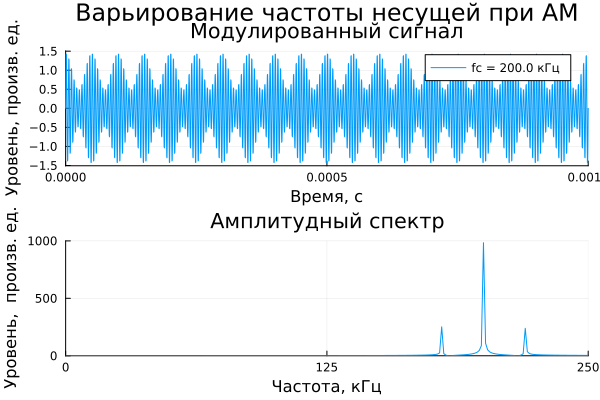 Варьирование частоты несущей при АМ
Модулированный сигнал
Уровень, произв. ед.
1.5
1.0
0.5
0.0
−0.5
−1.0
−1.5
fc = 200.0 кГц
0.0000
0.0005
0.001
Время, с
Амплитудный спектр
Уровень, произв. ед.
1000
500
0
0
125
250
Частота, кГц